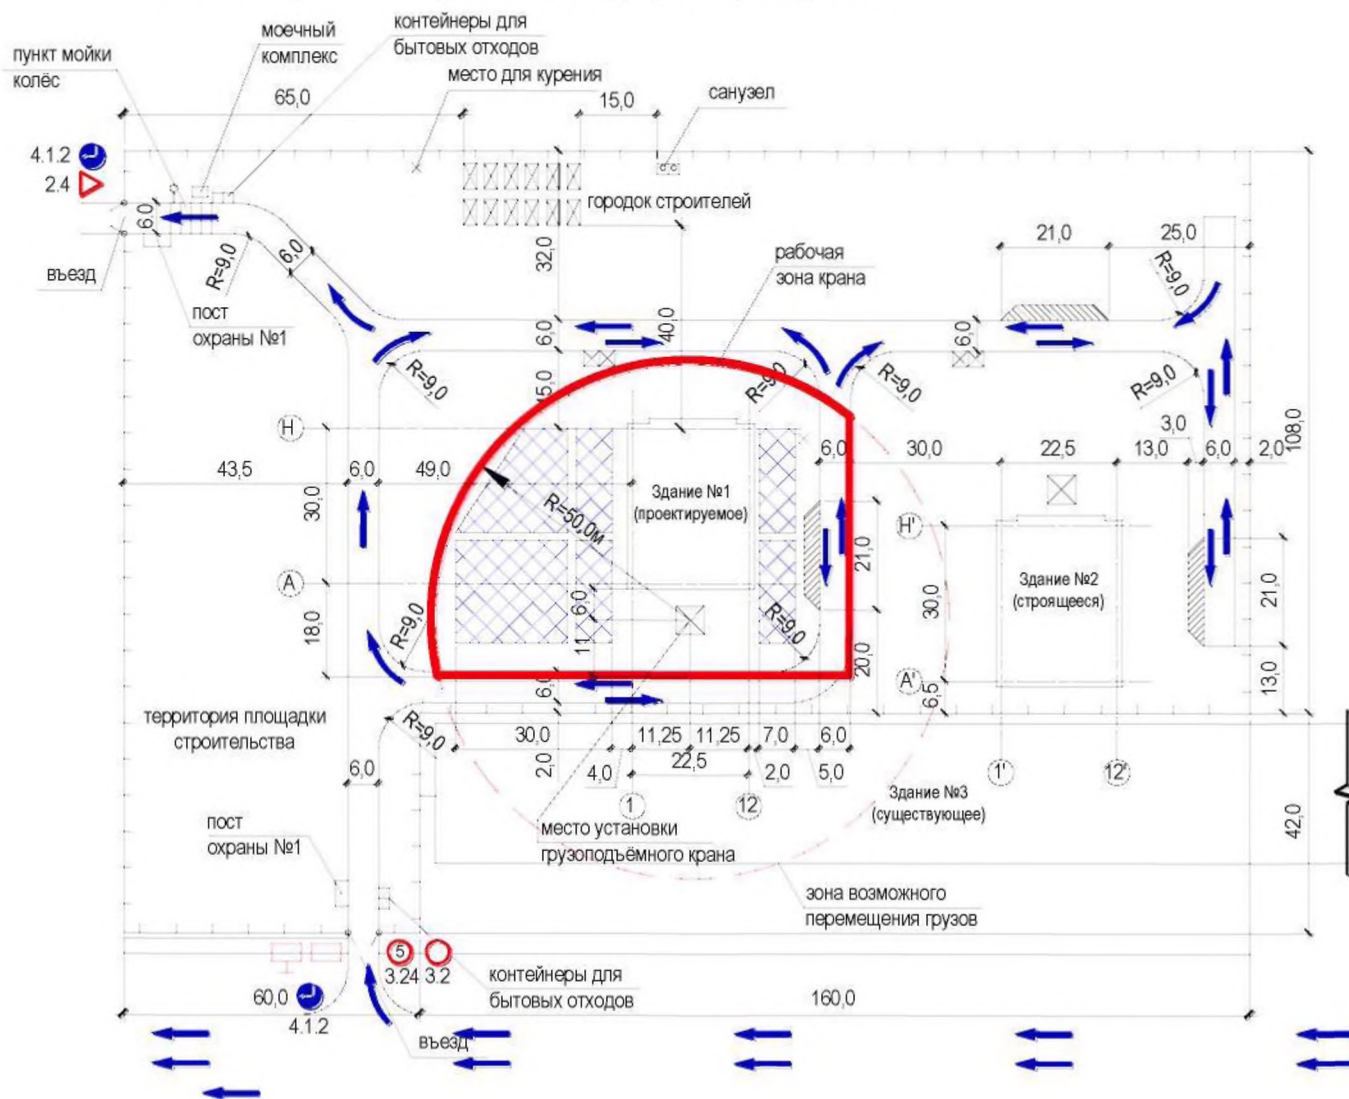 моечный
комплекс
контейнеры для
бытовых отходов
пункт мойки
колёс
место для курения
65,0
15,0
санузел
4.1.2
2.4
6,0
городок строителей
R=9,0
6,0
32,0
21,0
25,0
R=9,0
рабочая
зона крана
въезд
пост
охраны №1
6,0
40,0
6,0
R=9,0
15,0
R=9,0
R=9,0
R=9,0
3,0
108,0
Н
43,5
6,0
49,0
6,0
30,0
22,5
13,0
6,0
2,0
30,0
Здание №1
(проектируемое)
R=50,0м
Н'
21,0
А
6,0
Здание №2
(строящееся)
30,0
21,0
18,0
R=9,0
11
R=9,0
20,0
6,0
А'
6,5
13,0
территория площадки
строительства
R=9,0
30,0
11,25
11,25
7,0
6,0
2,0
4,0
22,5
2,0
5,0
6,0
1
12
1'
12'
Здание №3
(существующее)
42,0
пост
охраны №1
место установки
грузоподъёмного крана
зона возможного
перемещения грузов
5
3.24
3.2
контейнеры для
бытовых отходов
60,0
4.1.2
160,0
въезд